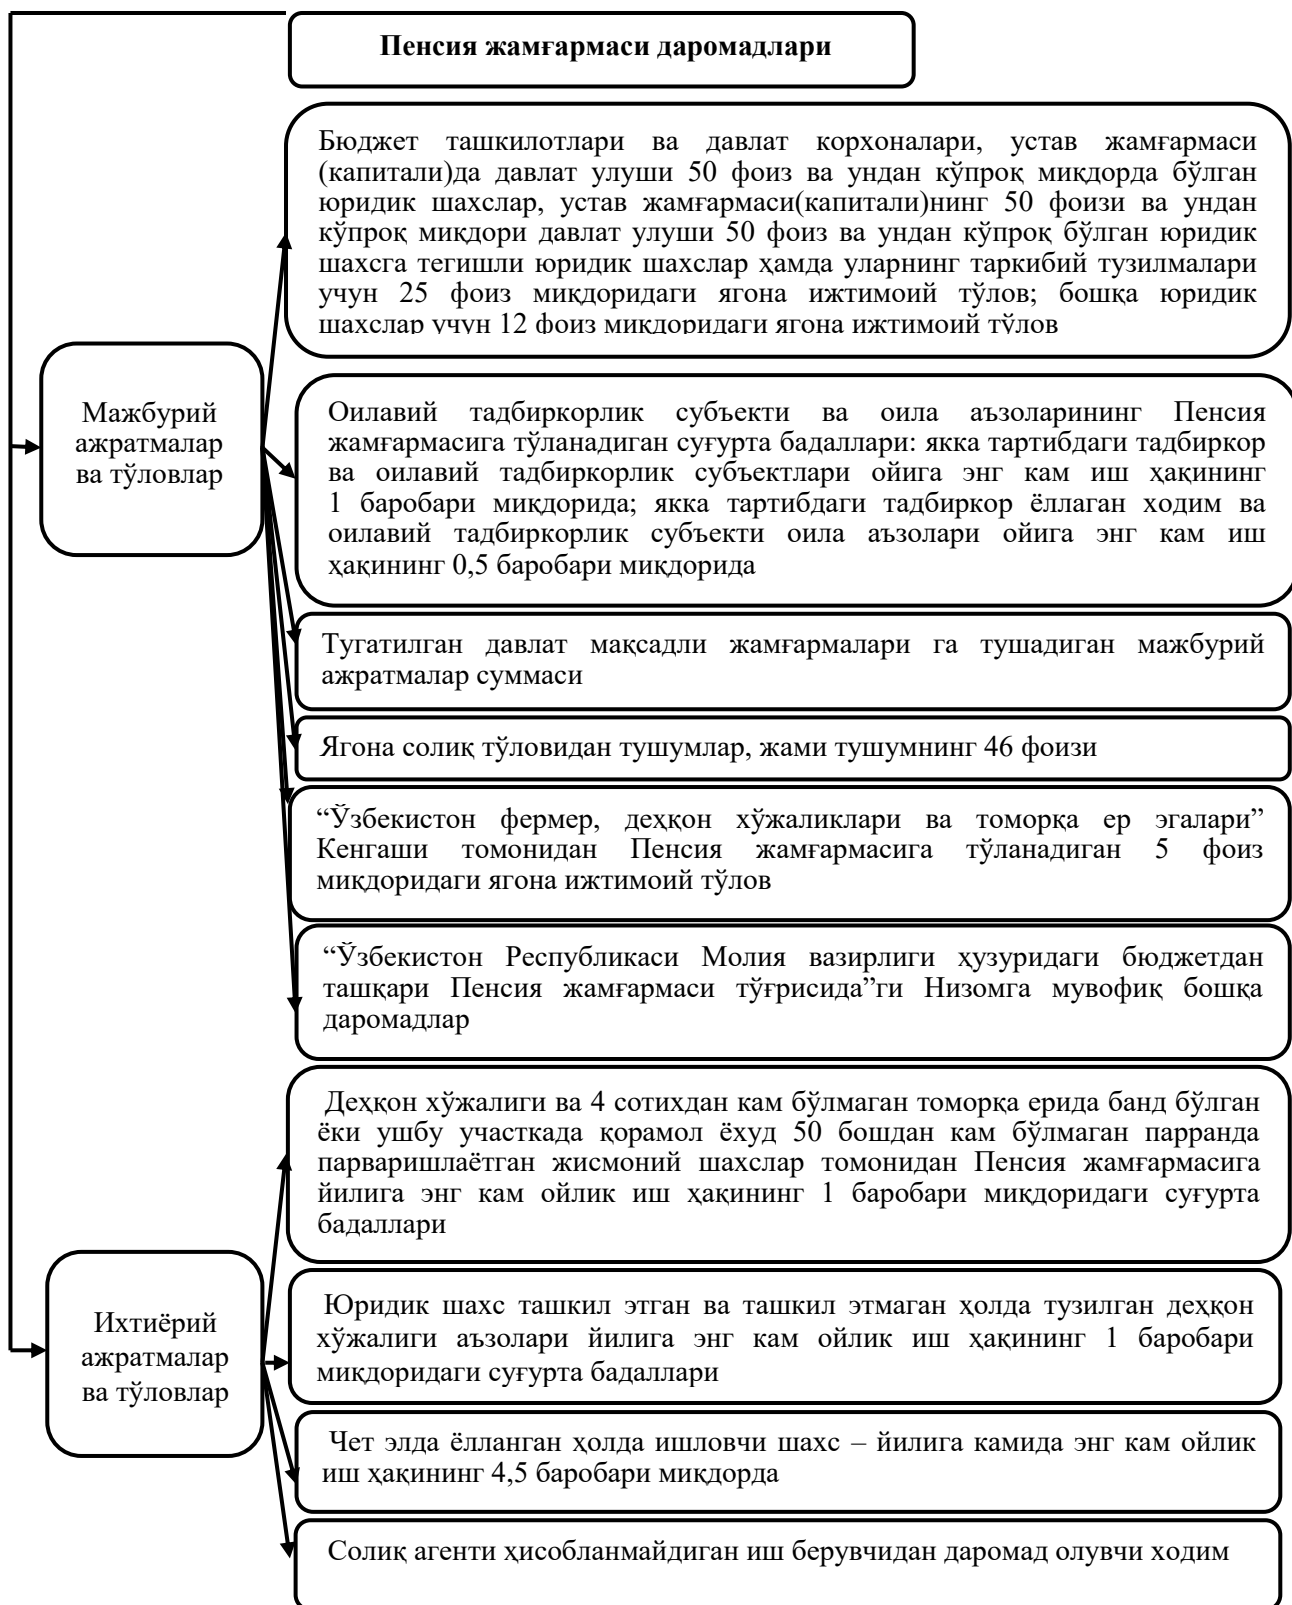 Пенсия жамғармаси даромадлари
Бюджет ташкилотлари ва давлат корхоналари, устав жамғармаси
(капитали)да давлат улуши 50 фоиз ва ундан кўпроқ миқдорда бўлган
юридик шахслар, устав жамғармаси(капитали)нинг 50 фоизи ва ундан
кўпроқ миқдори давлат улуши 50 фоиз ва ундан кўпроқ бўлган юридик
шахсга тегишли юридик шахслар ҳамда уларнинг таркибий тузилмалари
учун 25 фоиз миқдоридаги ягона ижтимоий тўлов; бошқа юридик
шахслар учун 12 фоиз миқдоридаги ягона ижтимоий тўлов
Мажбурий
ажратмалар
ва тўловлар
Оилавий тадбиркорлик субъекти ва оила аъзоларининг Пенсия
жамғармасига тўланадиган суғурта бадаллари: якка тартибдаги тадбиркор
ва оилавий тадбиркорлик субъектлари ойига энг кам иш ҳақининг
1 баробари миқдорида; якка тартибдаги тадбиркор ёллаган ходим ва
оилавий тадбиркорлик субъекти оила аъзолари ойига энг кам иш
ҳақининг 0,5 баробари миқдорида
Тугатилган давлат мақсадли жамғармалари га тушадиган мажбурий
ажратмалар суммаси
Ягона солиқ тўловидан тушумлар, жами тушумнинг 46 фоизи
“Ўзбекистон фермер, деҳқон хўжаликлари ва томорқа ер эгалари”
Кенгаши томонидан Пенсия жамғармасига тўланадиган 5 фоиз
миқдоридаги ягона ижтимоий тўлов
“Ўзбекистон Республикаси Молия вазирлиги ҳузуридаги бюджетдан
ташқари Пенсия жамғармаси тўғрисида”ги Низомга мувофиқ бошқа
даромадлар
Деҳқон хўжалиги ва 4 сотихдан кам бўлмаган томорқа ерида банд бўлган
ёки ушбу участкада қорамол ёхуд 50 бошдан кам бўлмаган парранда
парваришлаётган жисмоний шахслар томонидан Пенсия жамғармасига
йилига энг кам ойлик иш ҳақининг 1 баробари миқдоридаги суғурта
бадаллари
Ихтиёрий
ажратмалар
ва тўловлар
Юридик шахс ташкил этган ва ташкил этмаган ҳолда тузилган деҳқон
хўжалиги аъзолари йилига энг кам ойлик иш ҳақининг 1 баробари
миқдоридаги суғурта бадаллари
Чет элда ёлланган ҳолда ишловчи шахс – йилига камида энг кам ойлик
иш ҳақининг 4,5 баробари миқдорда
Солиқ агенти ҳисобланмайдиган иш берувчидан даромад олувчи ходим